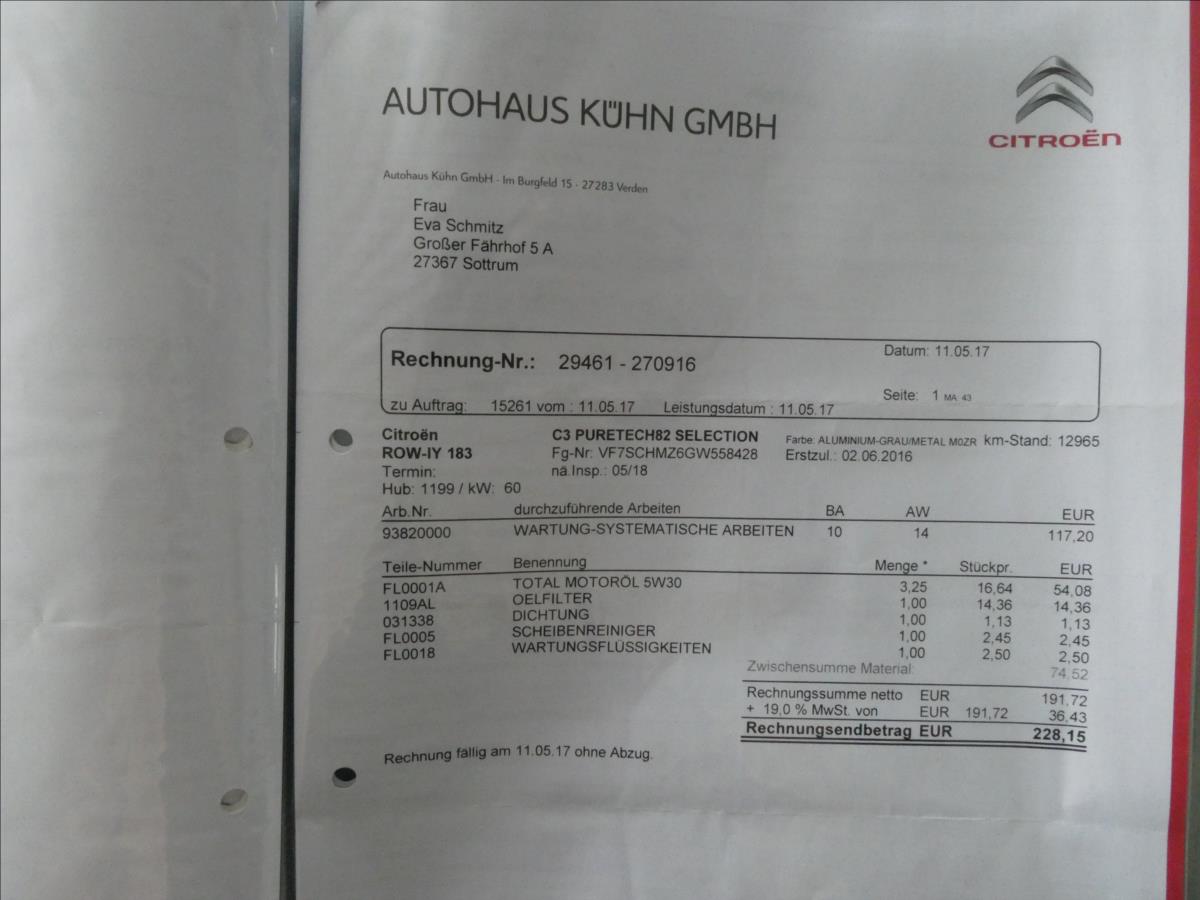 AUTOHAUS KÜHN GMBH
CITROËN
Autohaus Kühn GmbH - Im Burgfeld 15 - 27283 Verden
Frau
Eva Schmitz
Großer Fährhof 5 A
27367 Sottrum
Rechnung-Nr.: 29461 - 270916 Datum: 11.05.17
zu Auftrag: 15261 vom : 11.05.17 Leistungsdatum : 11.05.17 Seite: 1 MA 43
Citroën C3 PURETECH82 SELECTION Farbe: ALUMINIUM-GRAU/METAL M0ZR km-Stand: 12965
ROW-IY 183 Fg-Nr: VF7SCHMZ6GW558428 Erstzul.: 02.06.2016
Termin: nä.Insp.: 05/18
Hub: 1199 / kW: 60
Arb.Nr. durchzuführende Arbeiten BA AW EUR
93820000 WARTUNG-SYSTEMATISCHE ARBEITEN 10 14 117,20
Teile-Nummer Benennung Menge * Stückpr. EUR
FL0001A TOTAL MOTORÖL 5W30 3,25 16,64 54,08
1109AL OELFILTER 1,00 14,36 14,36
031338 DICHTUNG 1,00 1,13 1,13
FL0005 SCHEIBENREINIGER 1,00 2,45 2,45
FL0018 WARTUNGSFLÜSSIGKEITEN 1,00 2,50 2,50
Zwischensumme Material: 74,52
Rechnungssumme netto EUR 191,72
+ 19,0 % MwSt. von EUR 191,72 36,43
Rechnungsendbetrag EUR 228,15
Rechnung fällig am 11.05.17 ohne Abzug.